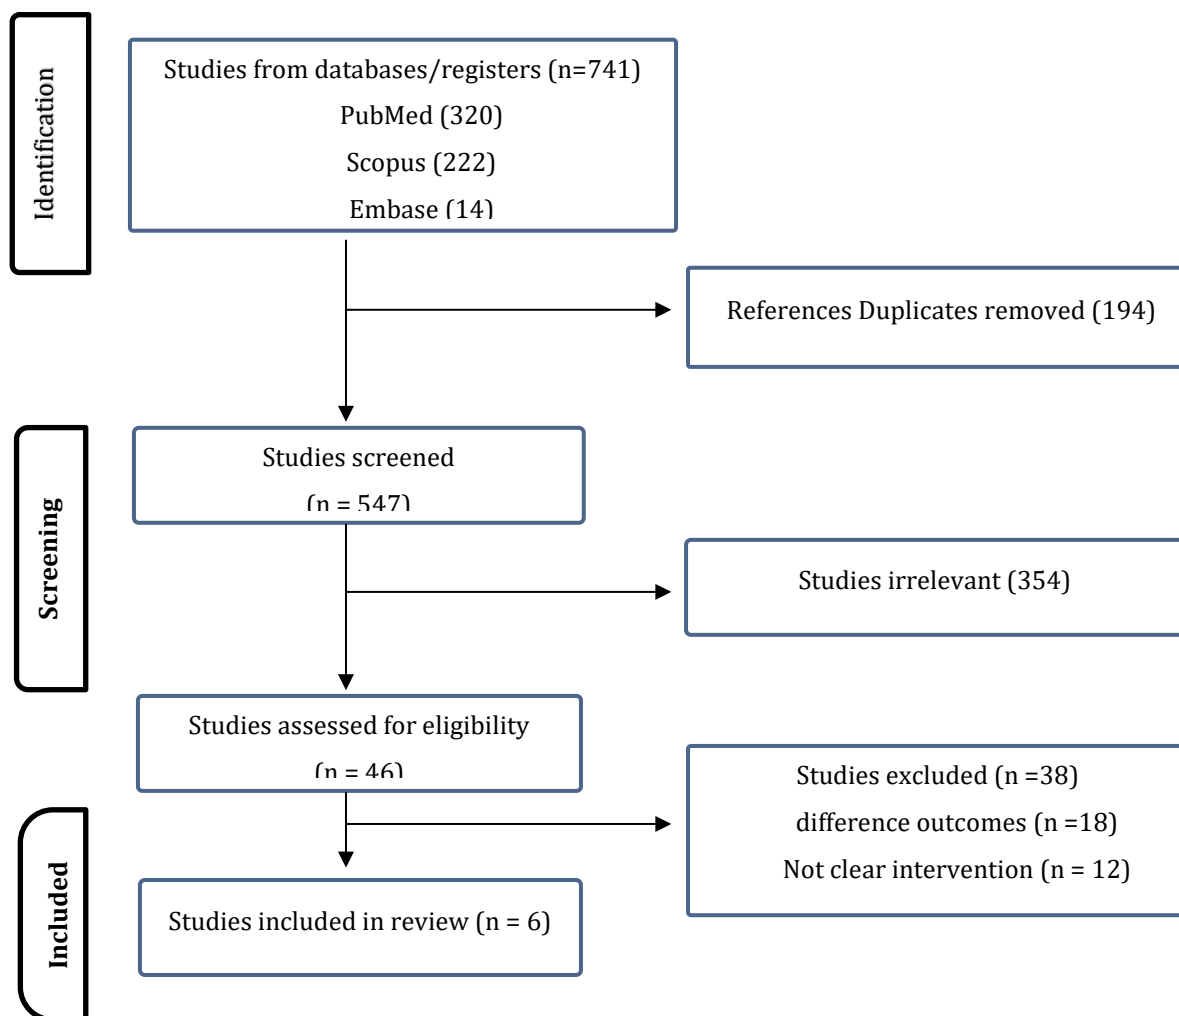 Identification
Studies from databases/registers (n=741)
PubMed (320)
Scopus (222)
Embase (14)
References Duplicates removed (194)
Screening
Studies screened
(n = 547)
Studies irrelevant (354)
Studies assessed for eligibility
(n = 46)
Studies excluded (n =38)
difference outcomes (n =18)
Not clear intervention (n = 12)
Included
Studies included in review (n = 6)